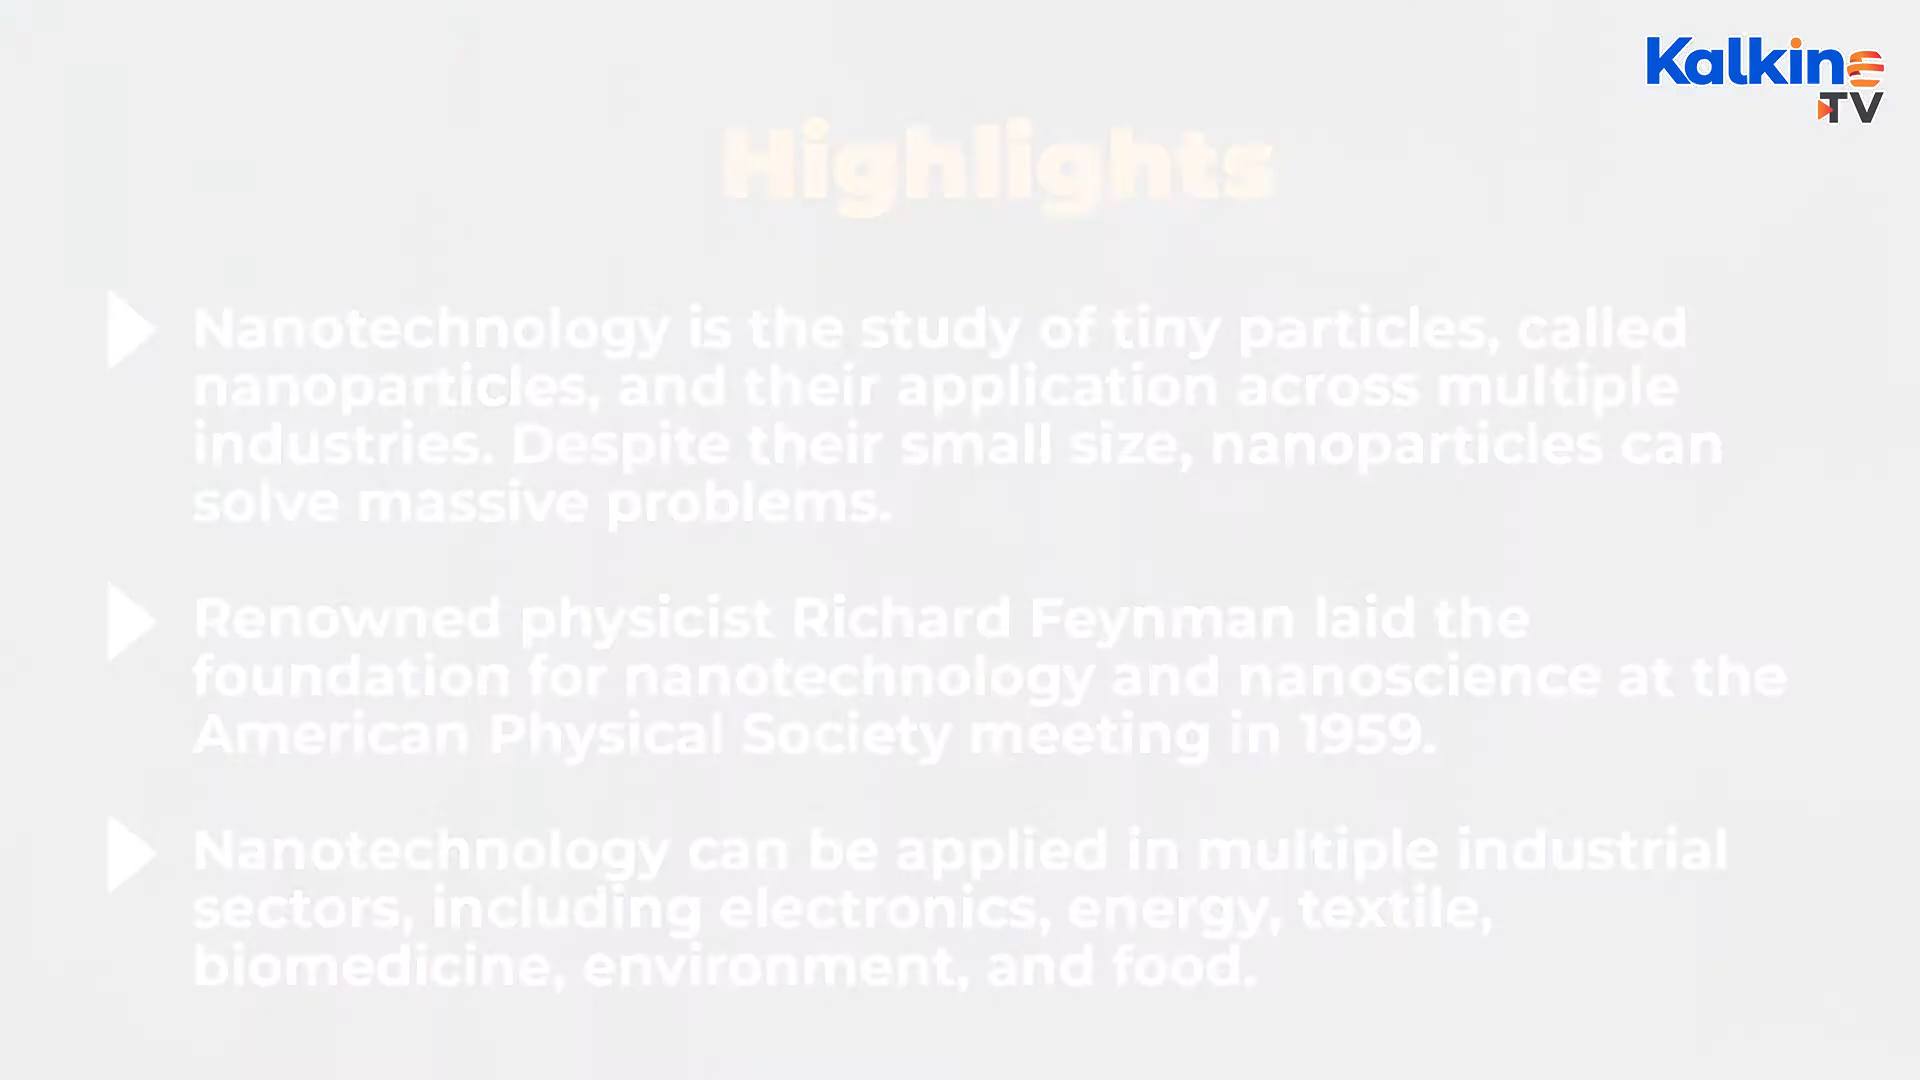 Kalkine
TV
Highlights
Nanotechnology is the study of tiny particles, called
nanoparticles, and their application across multiple
industries. Despite their small size, nanoparticles can
solve massive problems.
Renowned physicist Richard Feynman laid the
foundation for nanotechnology and nanoscience at the
American Physical Society meeting in 1959.
Nanotechnology can be applied in multiple industrial
sectors, including electronics, energy, textile,
biomedicine, environment, and food.